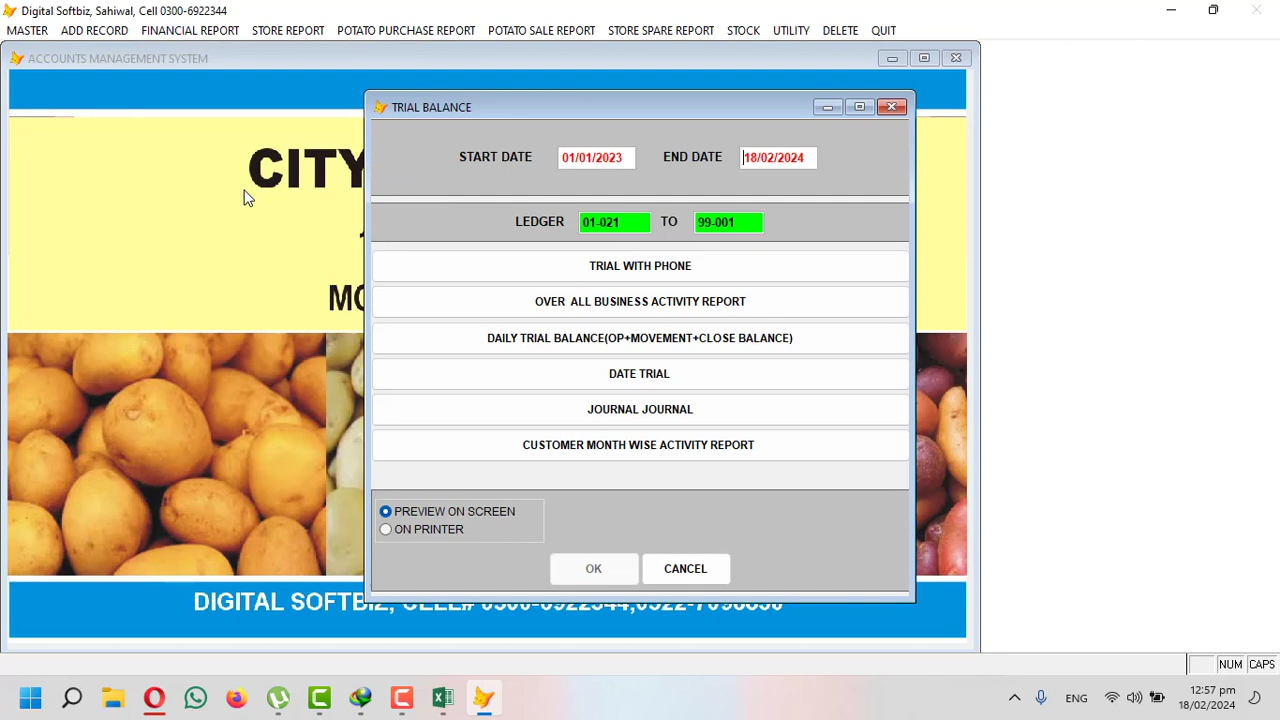 Digital Softbiz, Sahiwal, Cell 0300-6922344
MASTER ADD RECORD FINANCIAL REPORT STORE REPORT POTATO PURCHASE REPORT POTATO SALE REPORT STORE SPARE REPORT STOCK UTILITY DELETE QUIT
ACCOUNTS MANAGEMENT SYSTEM
CITY
TRIAL BALANCE
START DATE 01/01/2023 END DATE 18/02/2024
LEDGER 01-021 TO 99-001
TRIAL WITH PHONE
OVER ALL BUSINESS ACTIVITY REPORT
DAILY TRIAL BALANCE(OP+MOVEMENT+CLOSE BALANCE)
DATE TRIAL
JOURNAL JOURNAL
CUSTOMER MONTH WISE ACTIVITY REPORT
PREVIEW ON SCREEN
ON PRINTER
OK CANCEL
DIGITAL SOFTBIZ, CELL# 0300-6922344,0322-7098850
NUM CAPS
ENG
12:57 pm
18/02/2024